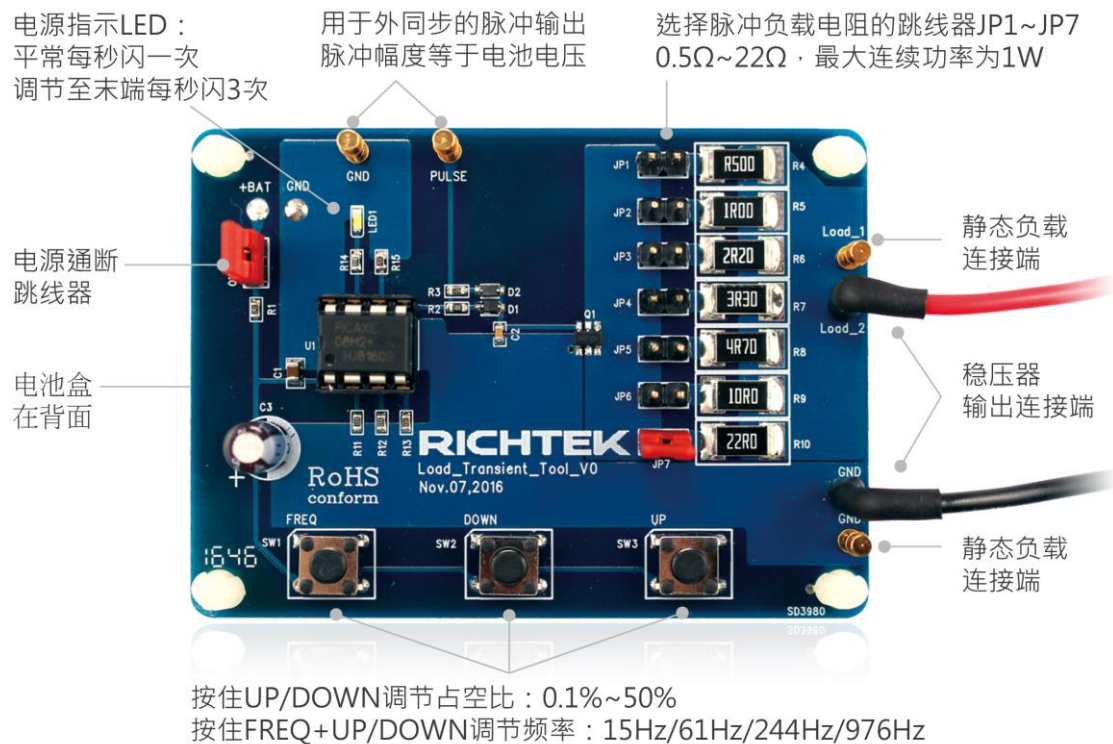 电源指示LED：
平常每秒闪一次
调节至末端每秒闪3次
用于外同步的脉冲输出
脉冲幅度等于电池电压
选择脉冲负载电阻的跳线器JP1~JP7
0.5Ω~22Ω，最大连续功率为1W
电源通断
跳线器
电池盒
在背面
静态负载
连接端
稳压器
输出连接端
静态负载
连接端
+BAT
GND
GND
PULSE
LED1
R14
R15
R1
R3
D2
R2
D1
C2
Q1
U1
PICAXE
08M2+
C1
C3
+
R11
R12
R13
JP1
R500
R4
JP2
1R00
R5
JP3
2R20
R6
JP4
3R30
R7
JP5
4R70
R8
JP6
10R0
R9
JP7
22R0
R10
Load_1
Load_2
GND
GND
RICHTEK
Load_Transient_Tool_V0
Nov.07,2016
RoHS
conform
1646
FREQ
SW1
DOWN
SW2
UP
SW3
SD3980
按住UP/DOWN调节占空比：0.1%~50%
按住FREQ+UP/DOWN调节频率：15Hz/61Hz/244Hz/976Hz